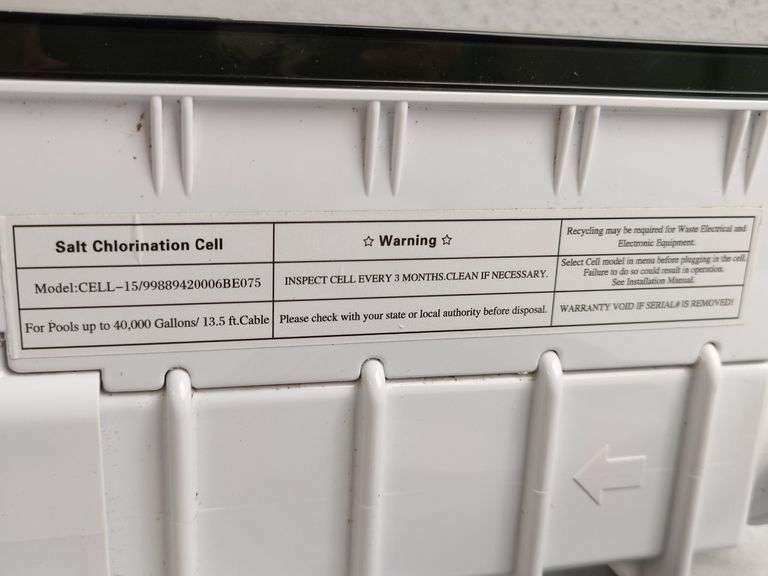 Salt Chlorination Cell
☆ Warning ☆
Recycling may be required for Waste Electrical and
Electronic Equipment.
Model:CELL-15/99889420006BE075
INSPECT CELL EVERY 3 MONTHS.CLEAN IF NECESSARY.
Select Cell model in menu before plugging in the cell.
Failure to do so could result in operation.
See Installation Manual.
For Pools up to 40,000 Gallons/ 13.5 ft.Cable
Please check with your state or local authority before disposal.
WARRANTY VOID IF SERIAL# IS REMOVED!